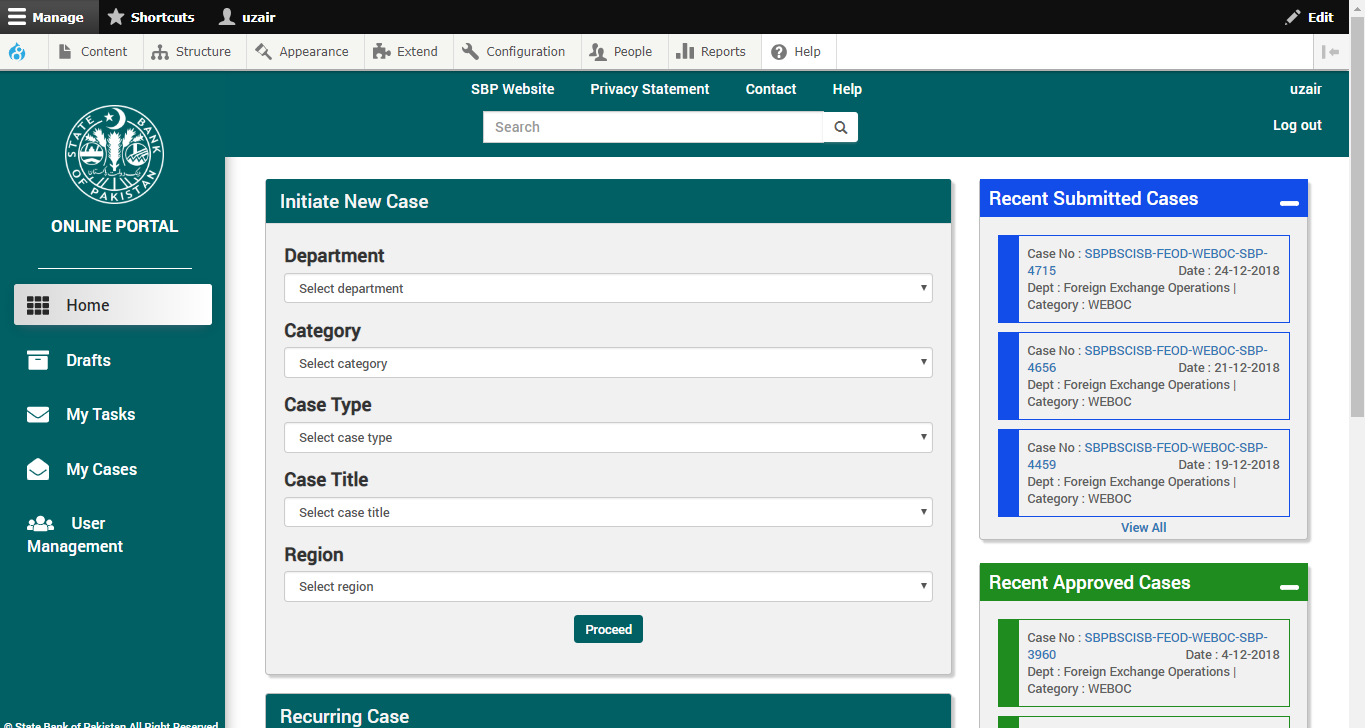 Manage Shortcuts uzair Edit
Content Structure Appearance Extend Configuration People Reports Help
SBP Website Privacy Statement Contact Help uzair
Search
Log out
STATE BANK OF PAKISTAN
ONLINE PORTAL
Home
Drafts
My Tasks
My Cases
User
Management
© State Bank of Pakistan All Right Reserved
Initiate New Case
Department
Select department
Category
Select category
Case Type
Select case type
Case Title
Select case title
Region
Select region
Proceed
Recurring Case
Recent Submitted Cases
Case No : SBPBSCISB-FEOD-WEBOC-SBP-
4715 Date : 24-12-2018
Dept : Foreign Exchange Operations |
Category : WEBOC
Case No : SBPBSCISB-FEOD-WEBOC-SBP-
4656 Date : 21-12-2018
Dept : Foreign Exchange Operations |
Category : WEBOC
Case No : SBPBSCISB-FEOD-WEBOC-SBP-
4459 Date : 19-12-2018
Dept : Foreign Exchange Operations |
Category : WEBOC
View All
Recent Approved Cases
Case No : SBPBSCISB-FEOD-WEBOC-SBP-
3960 Date : 4-12-2018
Dept : Foreign Exchange Operations |
Category : WEBOC